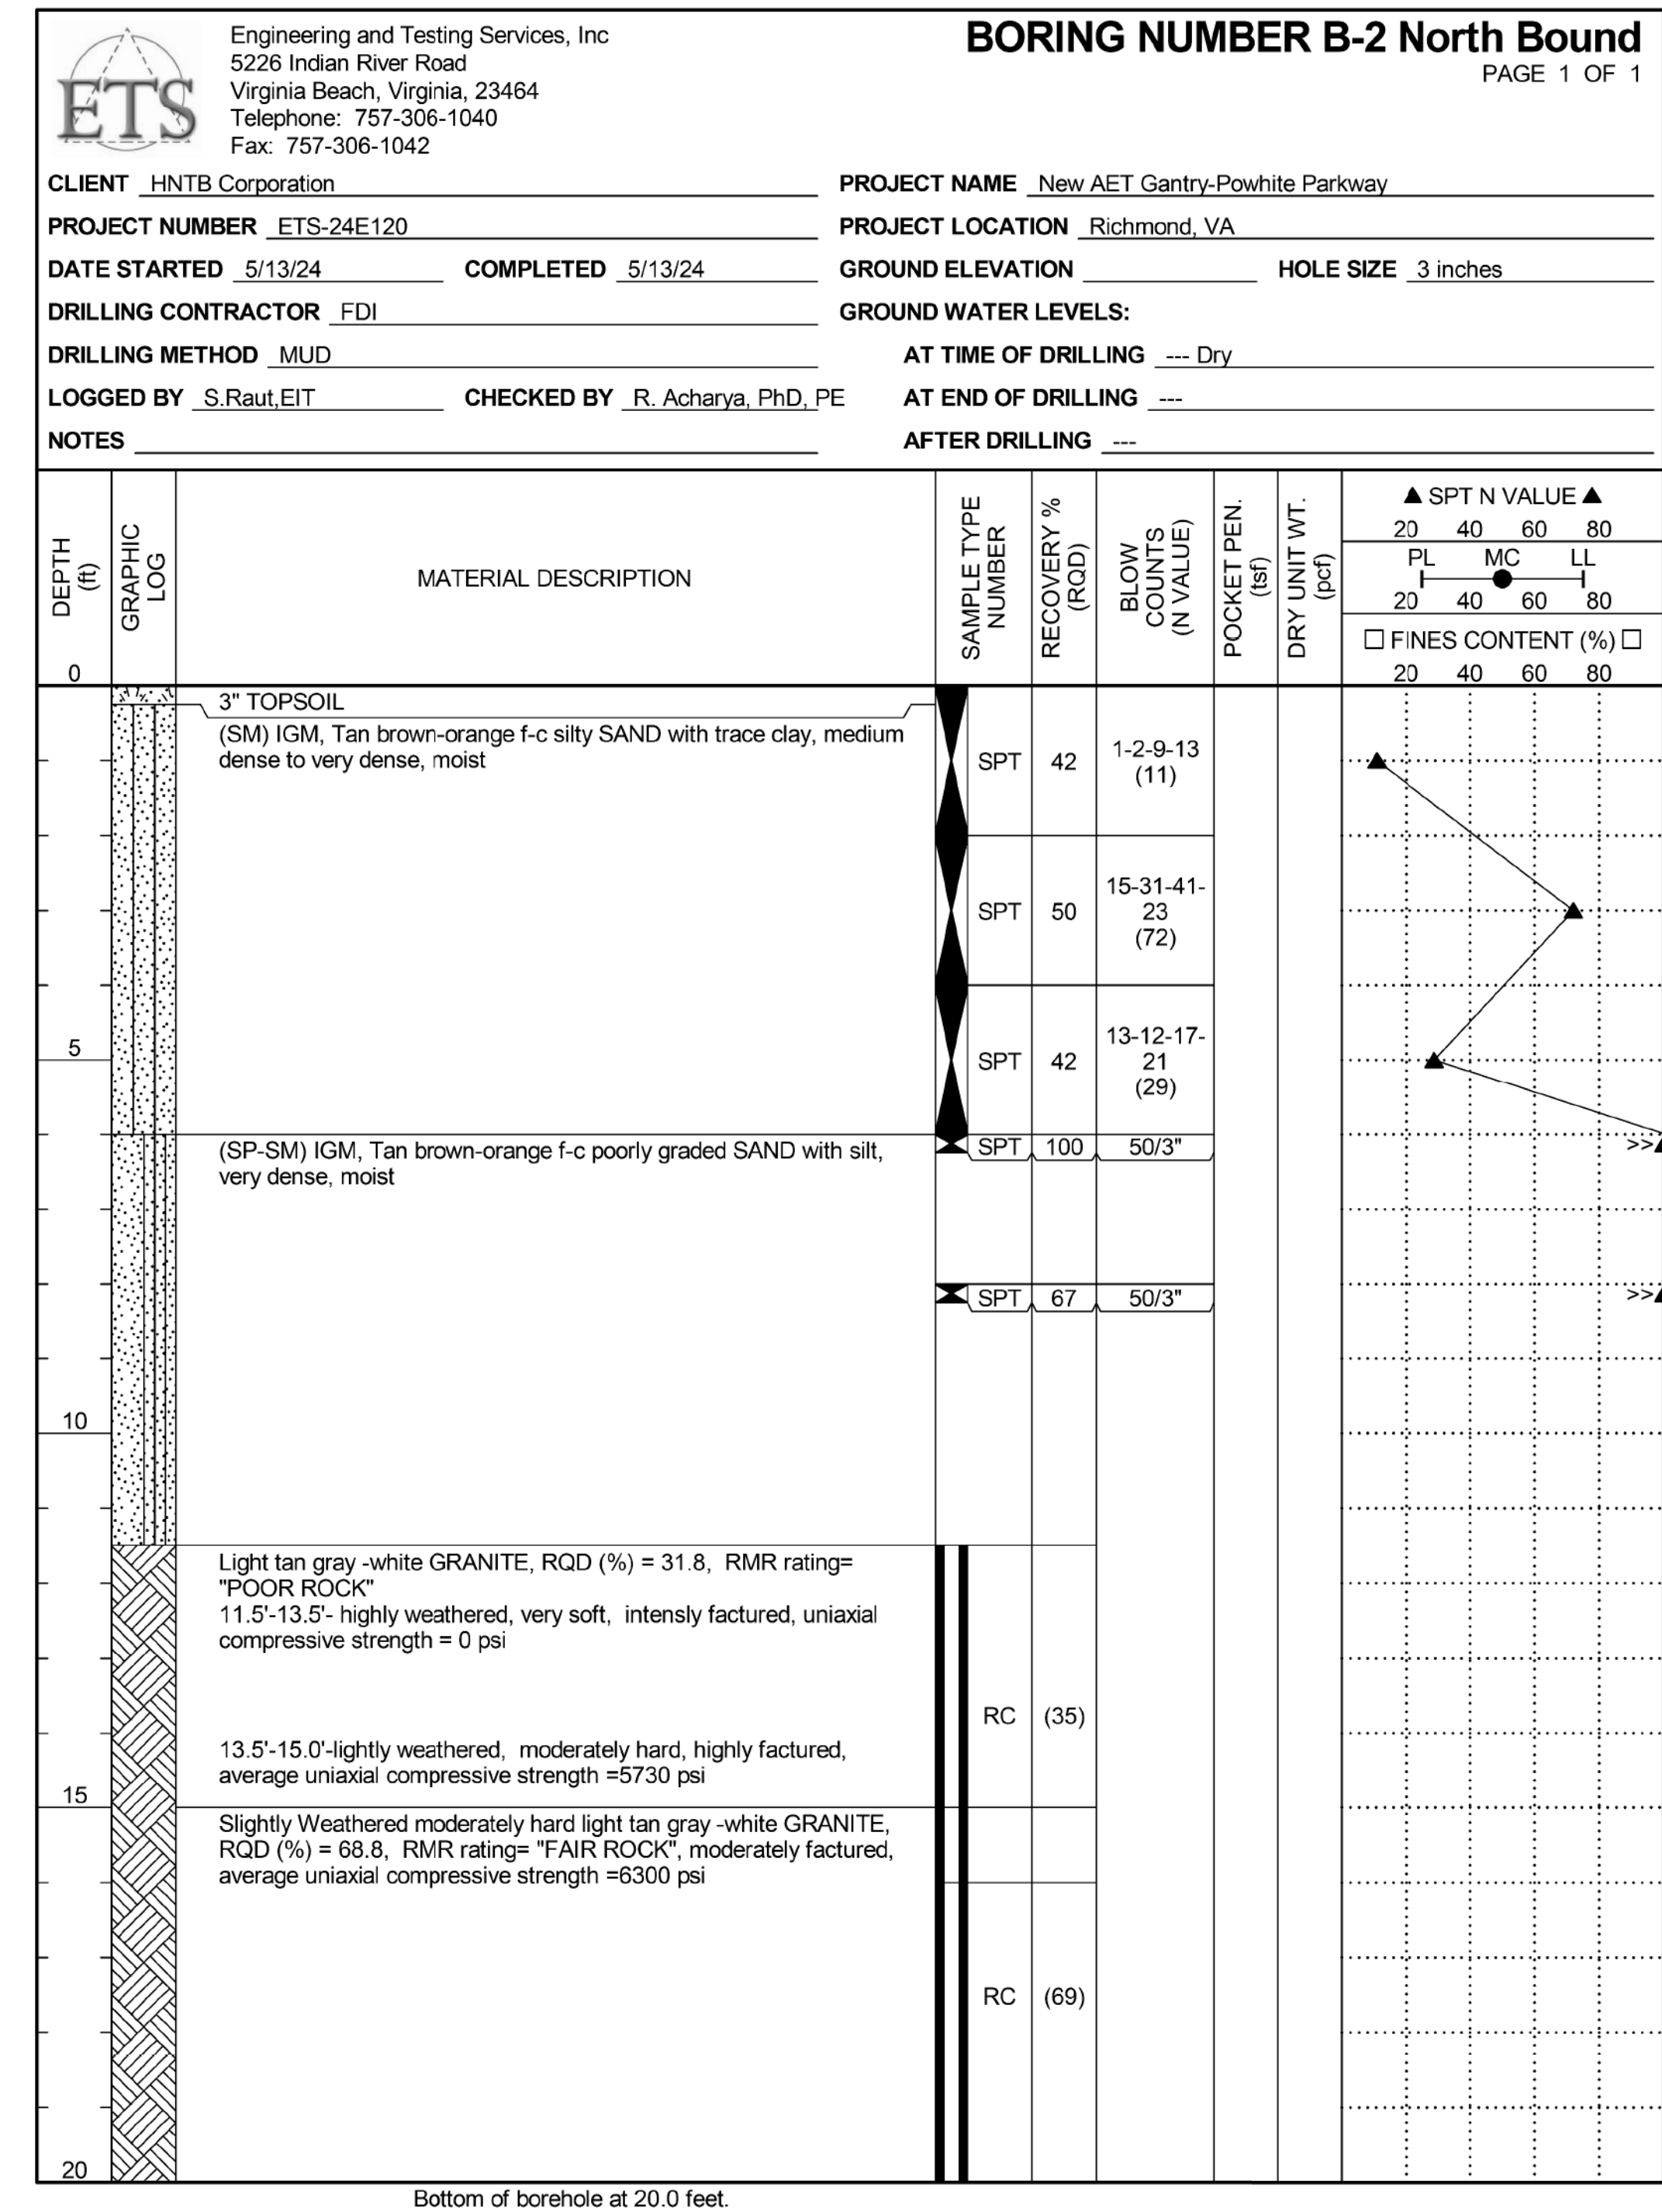 ETS
Engineering and Testing Services, Inc
5226 Indian River Road
Virginia Beach, Virginia, 23464
Telephone: 757-306-1040
Fax: 757-306-1042
BORING NUMBER B-2 North Bound
PAGE 1 OF 1
CLIENT HNTB Corporation
PROJECT NAME New AET Gantry-Powhite Parkway
PROJECT NUMBER ETS-24E120
PROJECT LOCATION Richmond, VA
DATE STARTED 5/13/24 COMPLETED 5/13/24
GROUND ELEVATION HOLE SIZE 3 inches
DRILLING CONTRACTOR FDI
GROUND WATER LEVELS:
DRILLING METHOD MUD
AT TIME OF DRILLING --- Dry
LOGGED BY S.Raut,EIT CHECKED BY R. Acharya, PhD, PE
AT END OF DRILLING ---
NOTES
AFTER DRILLING ---
DEPTH
(ft)
GRAPHIC
LOG
MATERIAL DESCRIPTION
SAMPLE TYPE
NUMBER
RECOVERY %
(RQD)
BLOW
COUNTS
(N VALUE)
POCKET PEN.
(tsf)
DRY UNIT WT.
(pcf)
▲ SPT N VALUE ▲
20 40 60 80
PL MC LL
20 40 60 80
☐ FINES CONTENT (%) ☐
20 40 60 80
0
3" TOPSOIL
(SM) IGM, Tan brown-orange f-c silty SAND with trace clay, medium
dense to very dense, moist
SPT 42
1-2-9-13
(11)
SPT 50
15-31-41-
23
(72)
5
SPT 42
13-12-17-
21
(29)
(SP-SM) IGM, Tan brown-orange f-c poorly graded SAND with silt,
very dense, moist
SPT 100 50/3"
>>▲
SPT 67 50/3"
>>▲
10
Light tan gray -white GRANITE, RQD (%) = 31.8, RMR rating=
"POOR ROCK"
11.5'-13.5'- highly weathered, very soft, intensly factured, uniaxial
compressive strength = 0 psi
RC (35)
13.5'-15.0'-lightly weathered, moderately hard, highly factured,
average uniaxial compressive strength =5730 psi
15
Slightly Weathered moderately hard light tan gray -white GRANITE,
RQD (%) = 68.8, RMR rating= "FAIR ROCK", moderately factured,
average uniaxial compressive strength =6300 psi
RC (69)
20
Bottom of borehole at 20.0 feet.